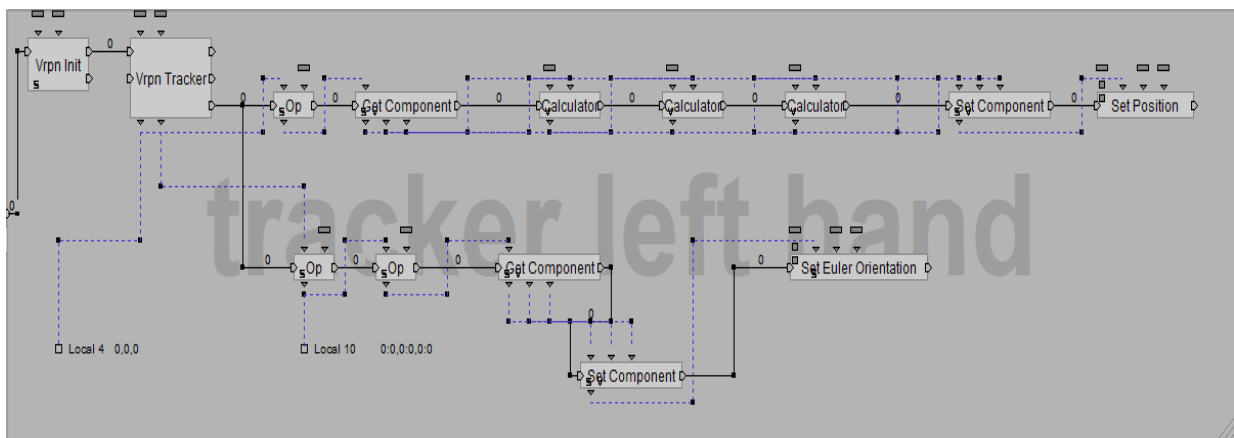 0
Vrpn Init
S
0
Vrpn Tracker
0
Op
0
Get Component
S V
0
Calculator
S V
0
Calculator
S V
0
Calculator
S V
0
Set Component
S V
0
Set Position
S
tracker left hand
0
Op
S
0
Op
S
0
Get Component
S V
0
Set Component
S V
0
Set Euler Orientation
S
Local 4 0,0,0
Local 10 0:0,0:0,0:0